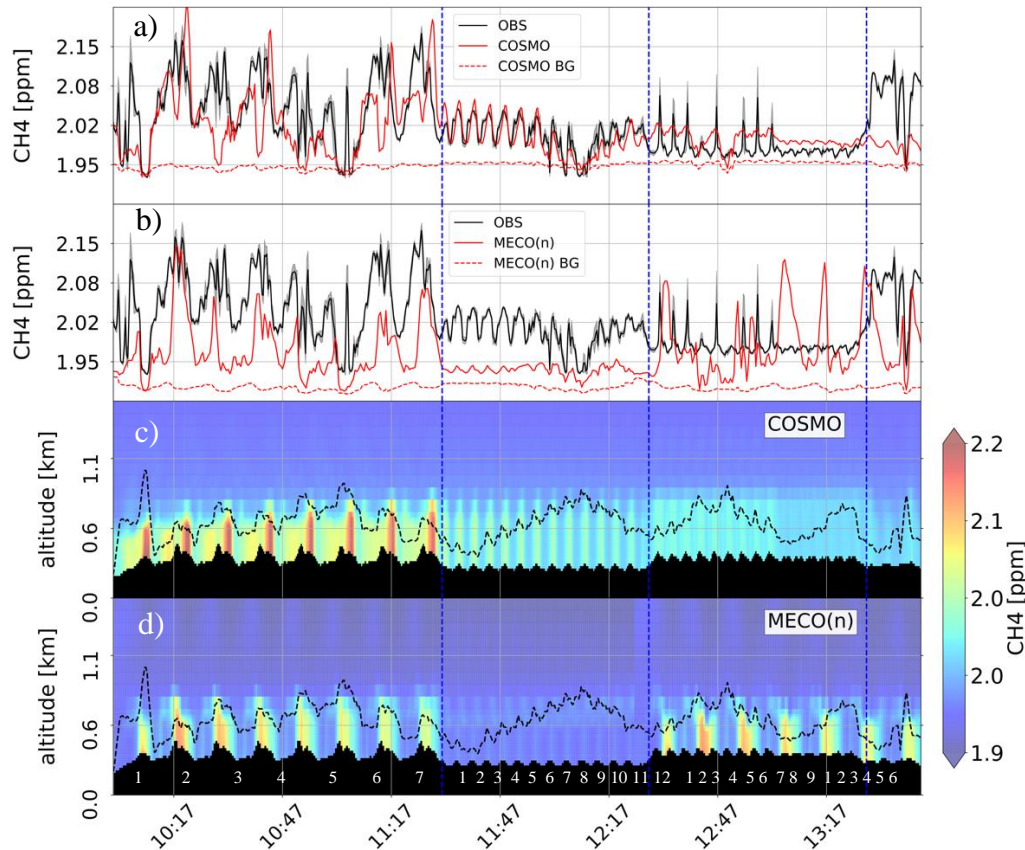 a)
CH4 [ppm]
2.15
2.08
2.02
1.95
OBS
COSMO
COSMO BG
b)
CH4 [ppm]
2.15
2.08
2.02
1.95
OBS
MECO(n)
MECO(n) BG
c)
COSMO
altitude [km]
1.1
0.6
0.0
d)
MECO(n)
altitude [km]
1.1
0.6
0.0
1 2 3 4 5 6 7 1 2 3 4 5 6 7 8 9 10 11 12 1 2 3 4 5 6 7 8 9 1 2 3 4 5 6
10:17 10:47 11:17 11:47 12:17 12:47 13:17
2.2
2.1
2.0
2.0
1.9
CH4 [ppm]